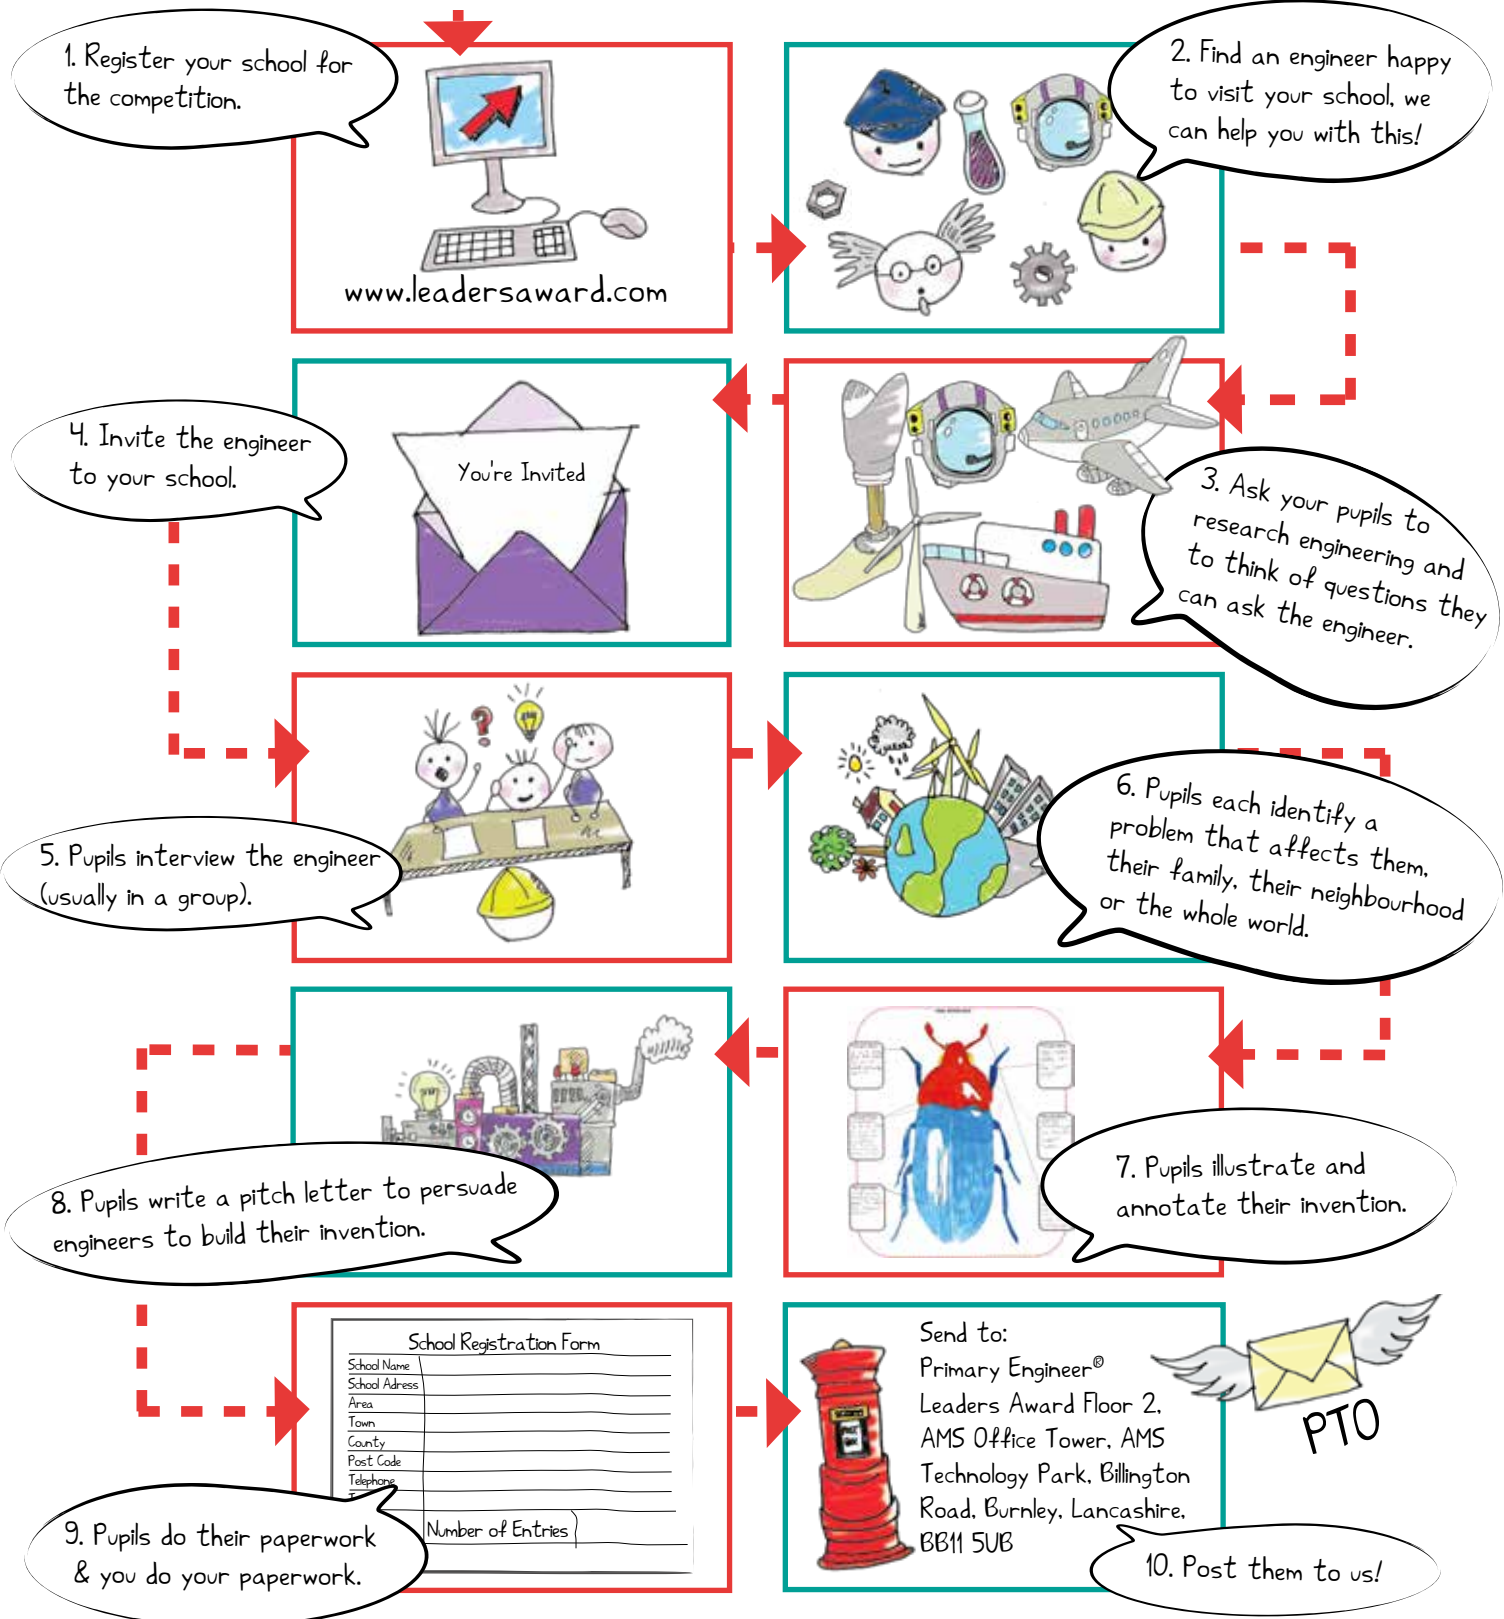 1. Register your school for
the competition.
www.leadersaward.com
2. Find an engineer happy
to visit your school, we
can help you with this!
3. Ask your pupils to
research engineering and
to think of questions they
can ask the engineer.
4. Invite the engineer
to your school.
You're Invited
5. Pupils interview the engineer
(usually in a group).
6. Pupils each identify a
problem that affects them,
their family, their neighbourhood
or the whole world.
7. Pupils illustrate and
annotate their invention.
8. Pupils write a pitch letter to persuade
engineers to build their invention.
School Registration Form
School Name
School Adress
Area
Town
County
Post Code
Telephone
Number of Entries
9. Pupils do their paperwork
& you do your paperwork.
Send to:
Primary Engineer®
Leaders Award Floor 2,
AMS Office Tower, AMS
Technology Park, Billington
Road, Burnley, Lancashire,
BB11 5UB
PTO
10. Post them to us!